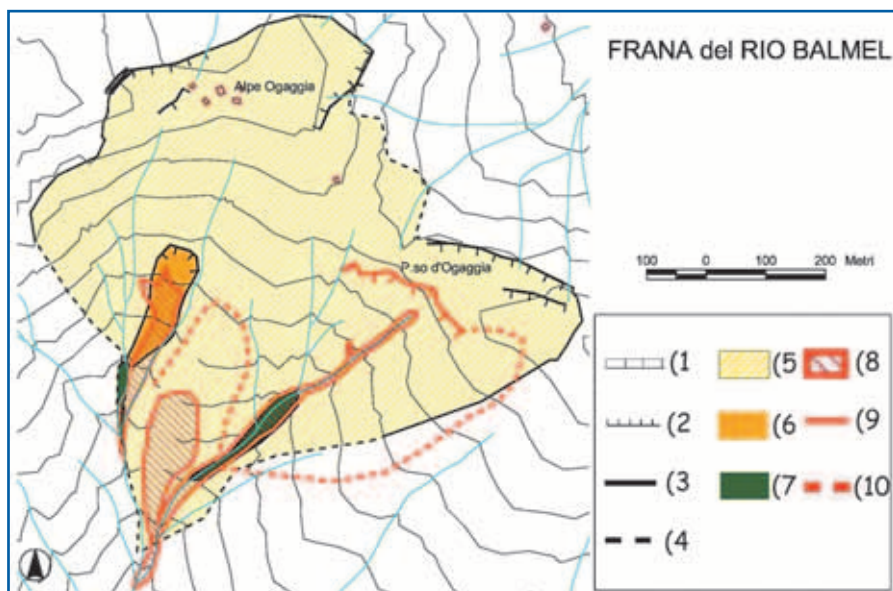 FRANA del RIO BALMEL
Alpe Ogaggia
P.so d'Ogaggia
100 0 100 200 Metri
(1 (5 (8
(2 (6 (9
(3 (7 (10
(4